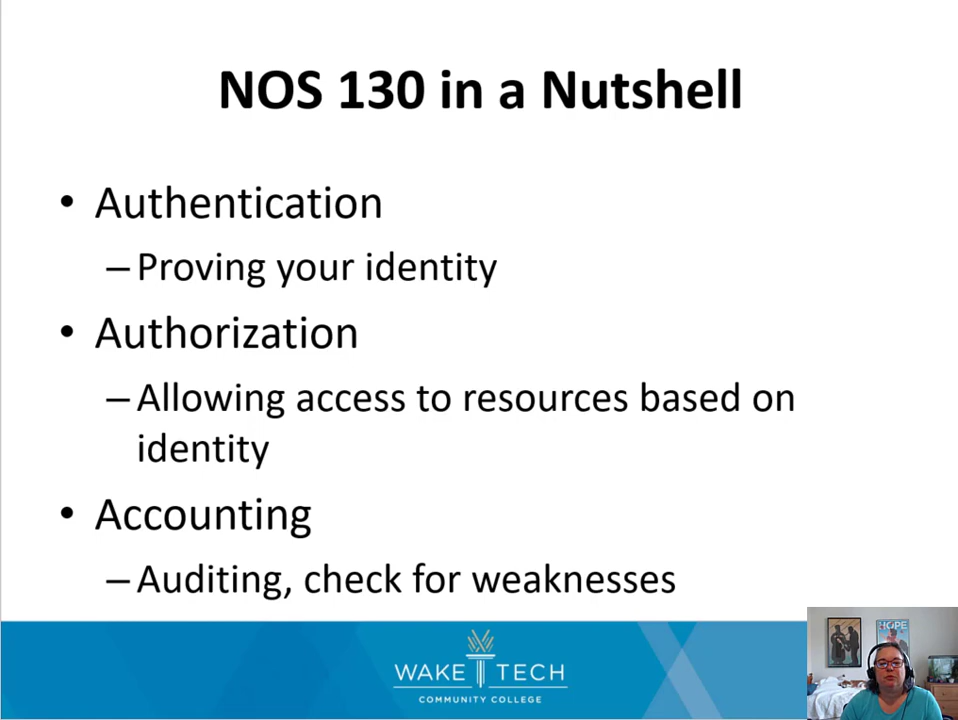 NOS 130 in a Nutshell
• Authentication
– Proving your identity
• Authorization
– Allowing access to resources based on
identity
• Accounting
– Auditing, check for weaknesses
WAKE TECH
COMMUNITY COLLEGE
HOPE